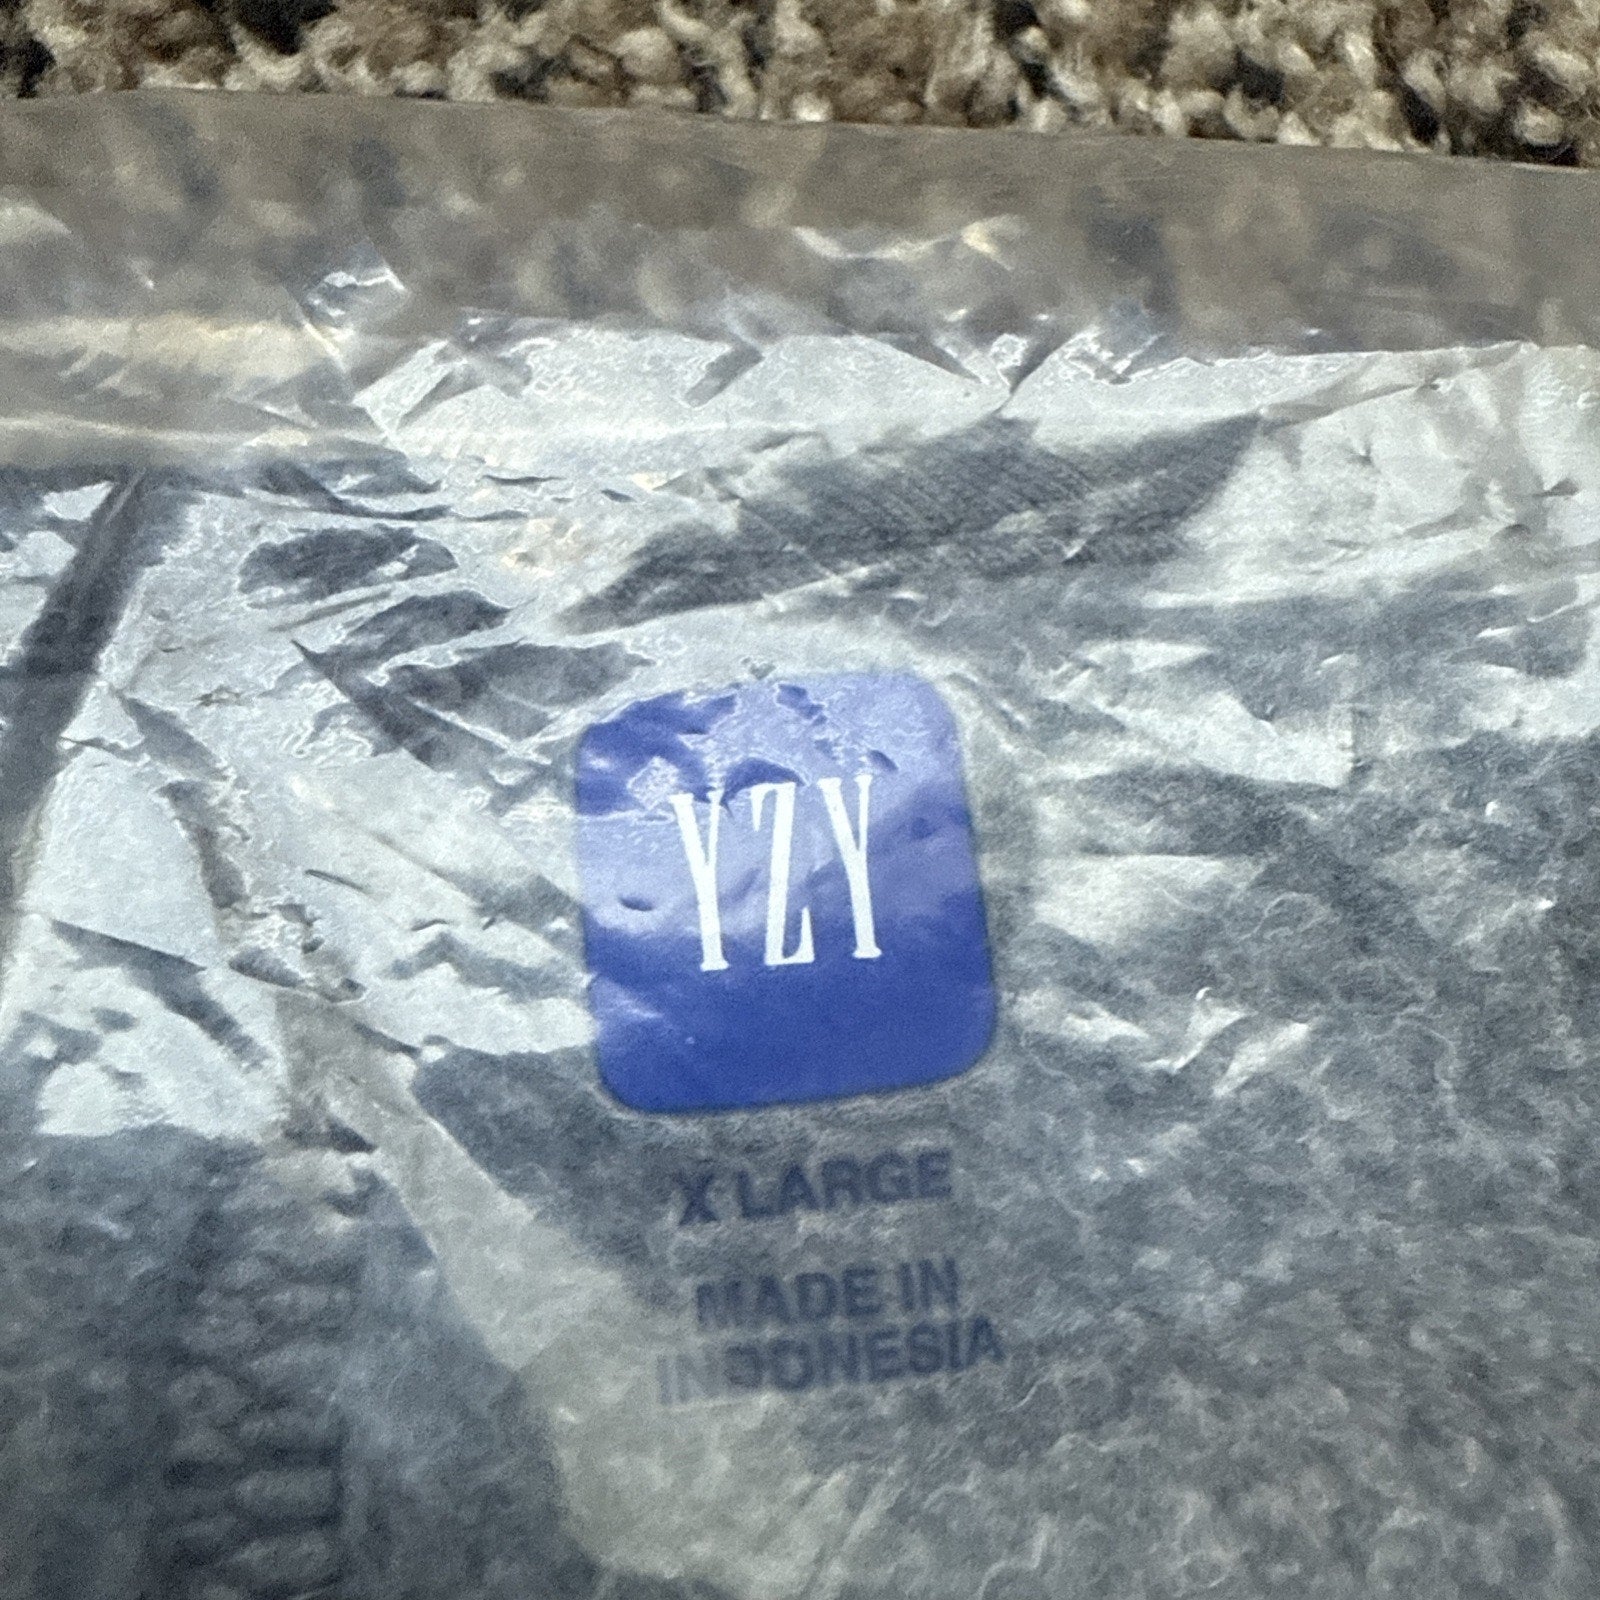 YZY
X LARGE
MADE IN
INDONESIA